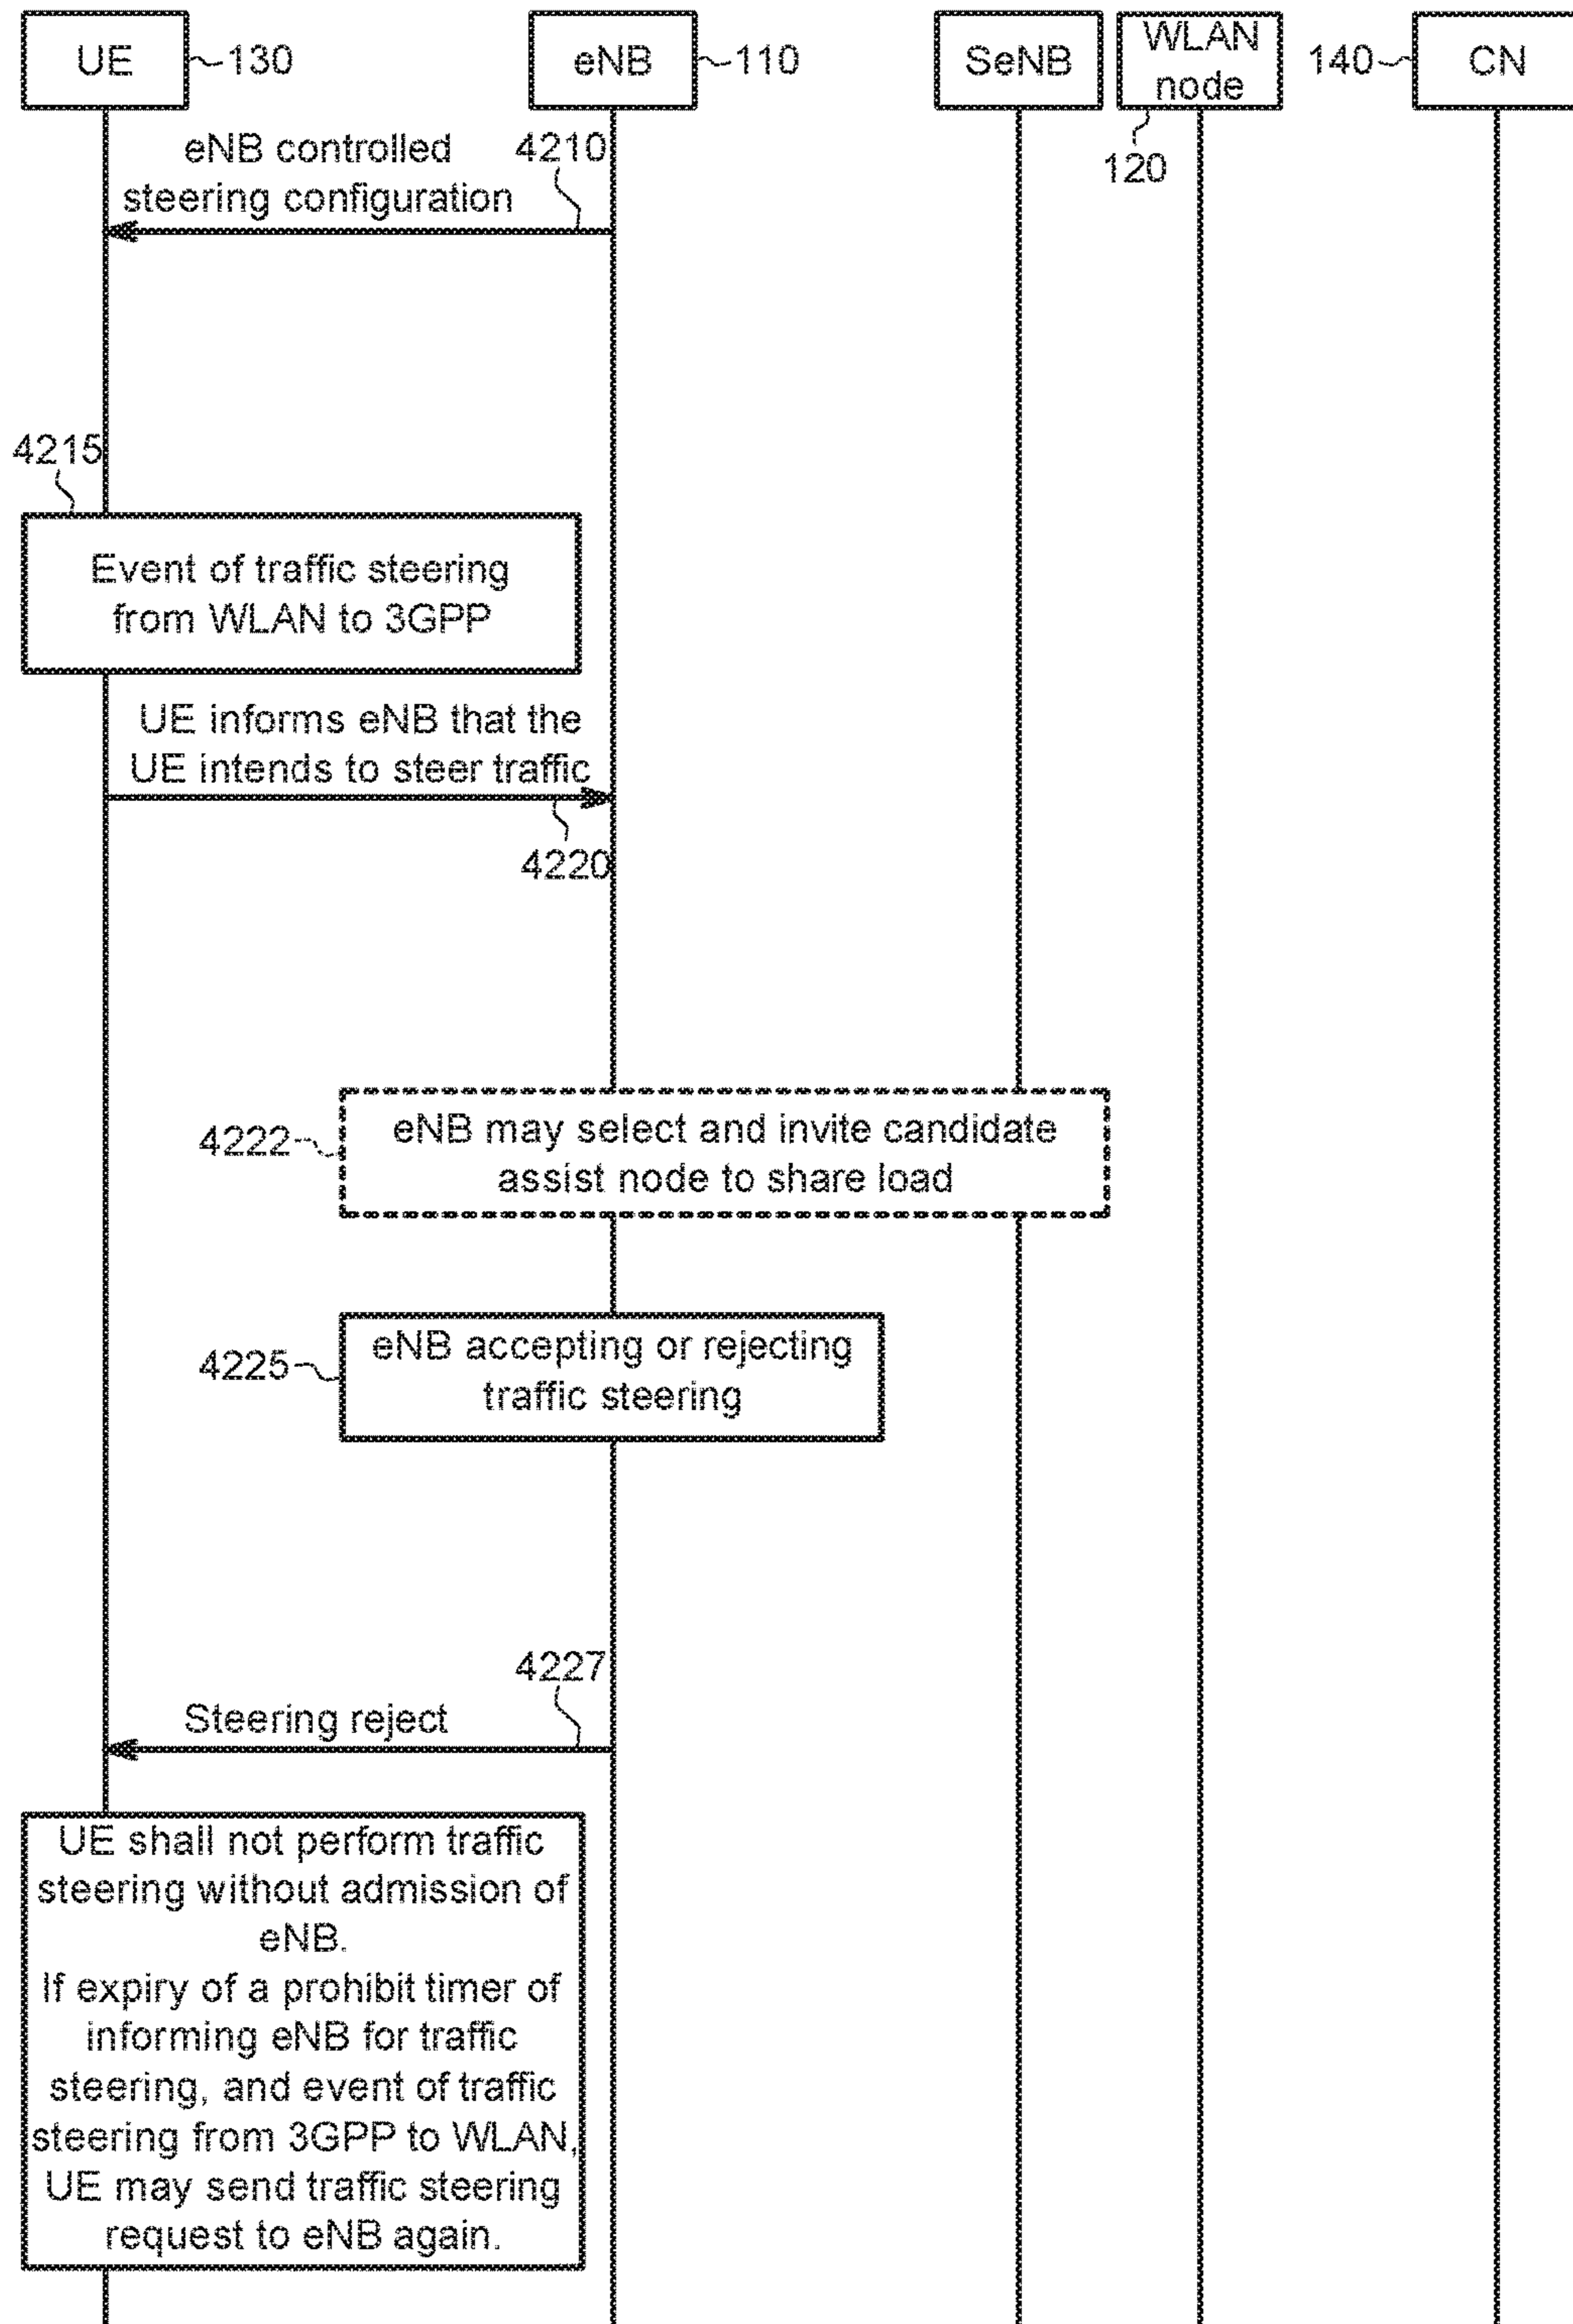 UE
130
eNB
110
SeNB
WLAN
node
120
140
CN
eNB controlled
steering configuration
4210
4215
Event of traffic steering
from WLAN to 3GPP
UE informs eNB that the
UE intends to steer traffic
4220
4222
eNB may select and invite candidate
assist node to share load
4225
eNB accepting or rejecting
traffic steering
4227
Steering reject
UE shall not perform traffic
steering without admission of
eNB.
If expiry of a prohibit timer of
informing eNB for traffic
steering, and event of traffic
steering from 3GPP to WLAN,
UE may send traffic steering
request to eNB again.